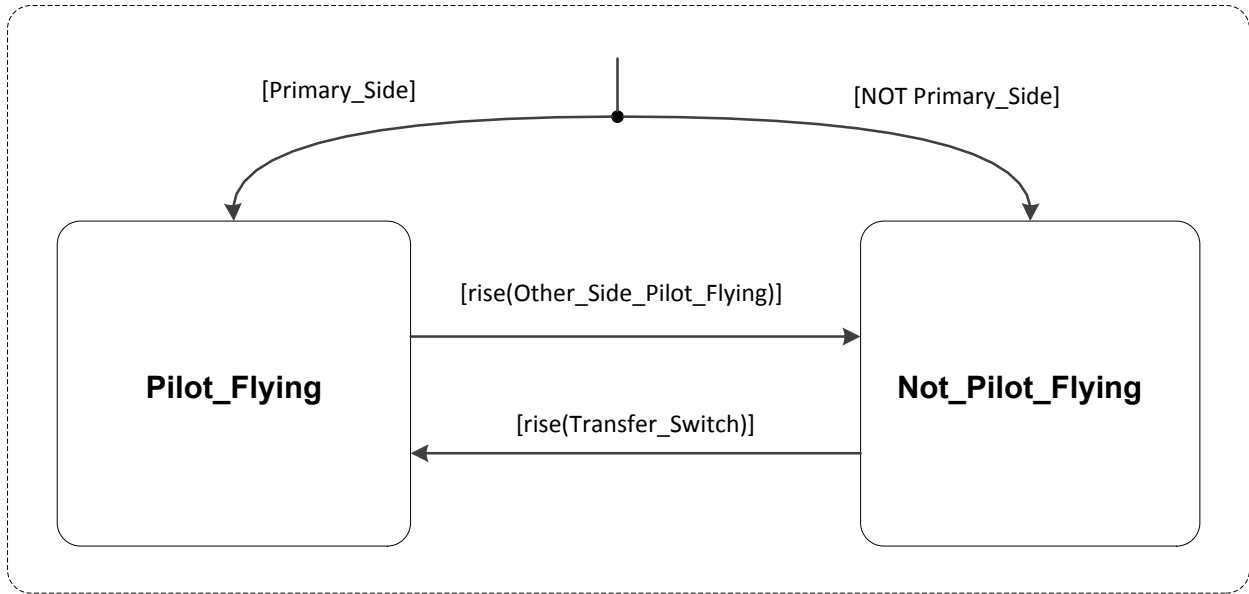 [Primary_Side]
[NOT Primary_Side]
[rise(Other_Side_Pilot_Flying)]
Pilot_Flying
Not_Pilot_Flying
[rise(Transfer_Switch)]